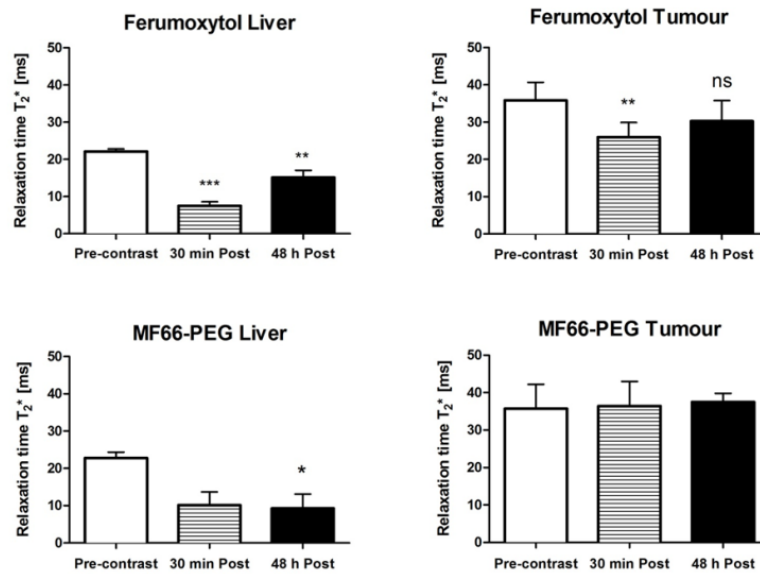 Ferumoxytol Liver
Relaxation time T2* [ms]
50
40
30
20
10
0
***
**
Pre-contrast 30 min Post 48 h Post
Ferumoxytol Tumour
Relaxation time T2* [ms]
50
40
30
20
10
0
**
ns
Pre-contrast 30 min Post 48 h Post
MF66-PEG Liver
Relaxation time T2* [ms]
50
40
30
20
10
0
*
Pre-contrast 30 min Post 48 h Post
MF66-PEG Tumour
Relaxation time T2* [ms]
50
40
30
20
10
0
Pre-contrast 30 min Post 48 h Post